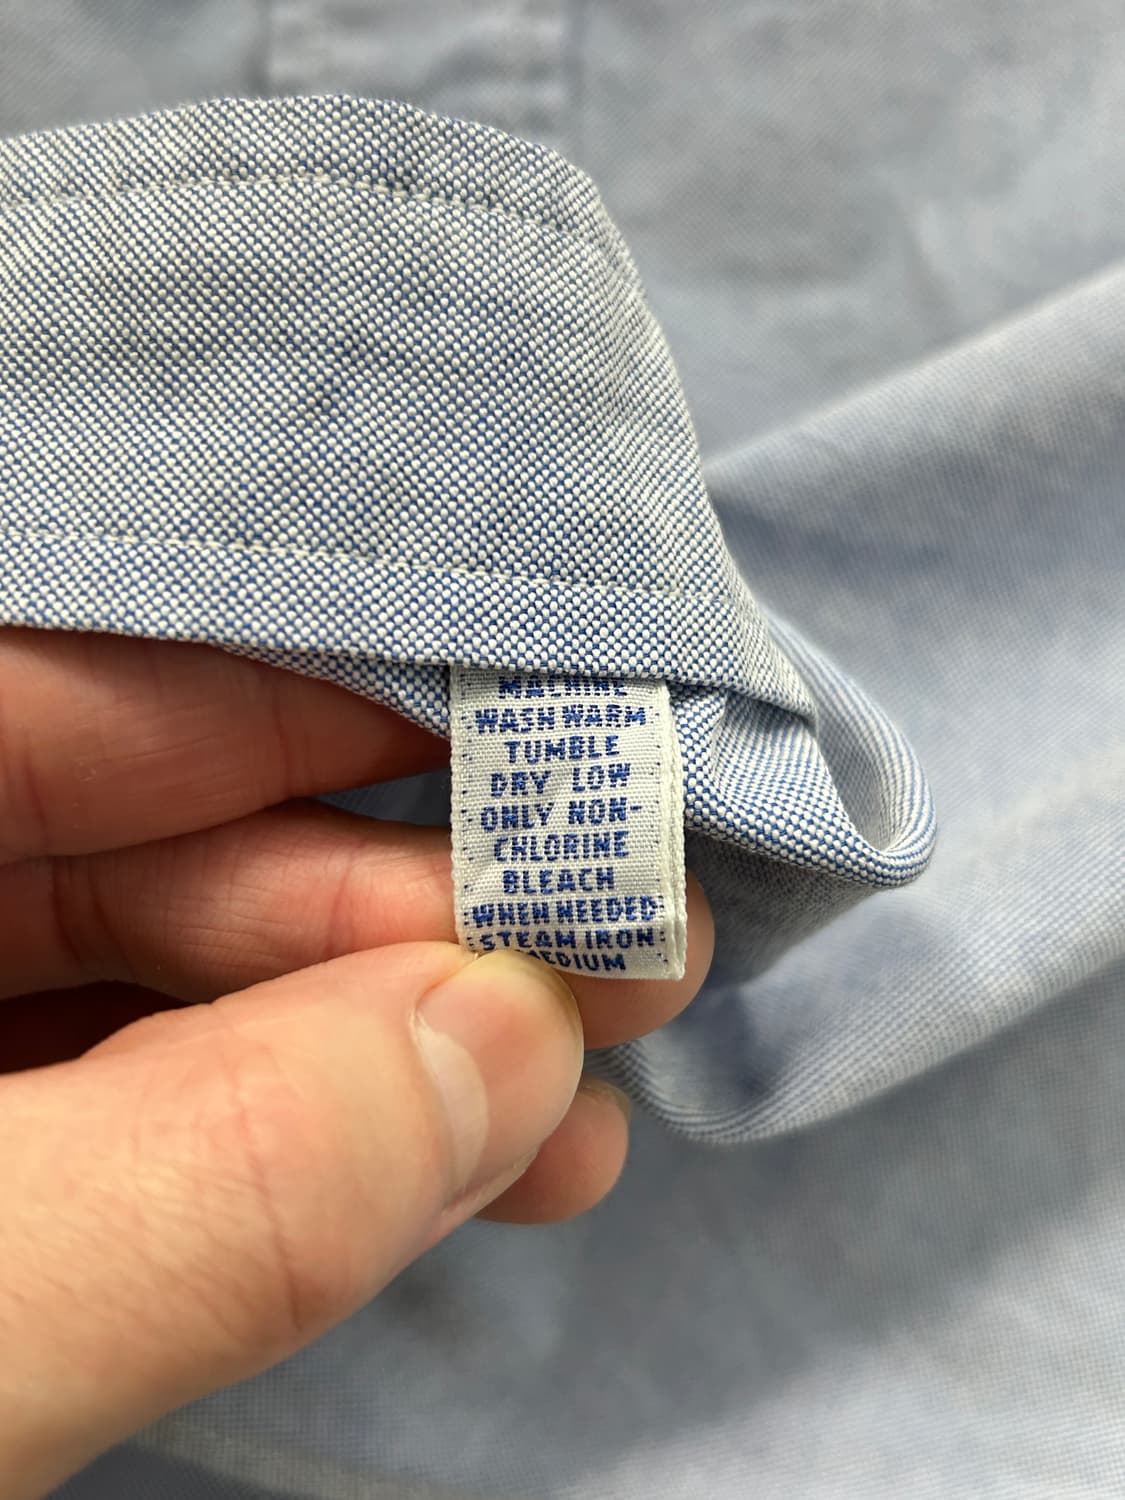 MACHINE
WASH WARM
TUMBLE
DRY LOW
ONLY NON-
CHLORINE
BLEACH
WHEN NEEDED
STEAM IRON
MEDIUM